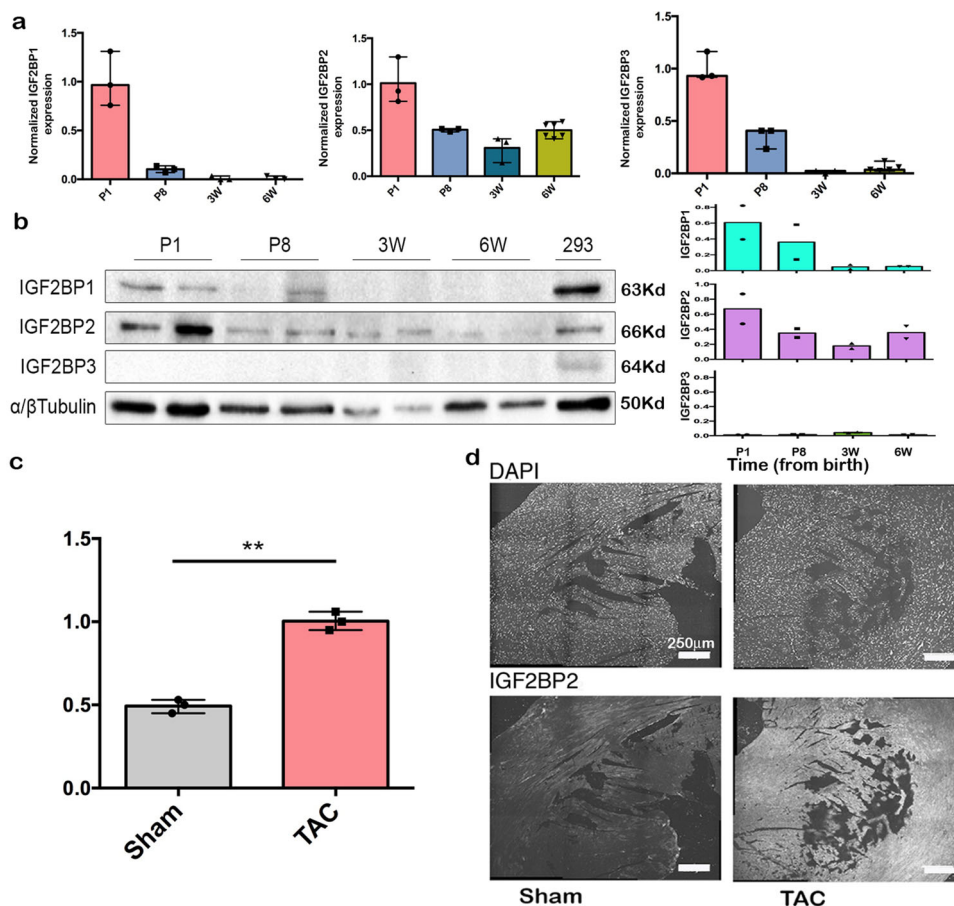 a
Normalized IGF2BP1
expression
1.5
1.0
0.5
0.0
P1
P8
3W
6W
Normalized IGF2BP2
expression
1.5
1.0
0.5
0.0
P1
P8
3W
6W
Normalized IGF2BP3
expression
1.5
1.0
0.5
0.0
P1
P8
3W
6W
b
P1 P8 3W 6W 293
IGF2BP1 63Kd
IGF2BP2 66Kd
IGF2BP3 64Kd
α/βTubulin 50Kd
IGF2BP1
0.8
0.6
0.4
0.2
0.0
IGF2BP2
1.0
0.8
0.6
0.4
0.2
0.0
IGF2BP3
0.8
0.6
0.4
0.2
0.0
P1 P8 3W 6W
Time (from birth)
c
1.5
1.0
0.5
0.0
**
Sham
TAC
d
DAPI
250μm
IGF2BP2
Sham TAC